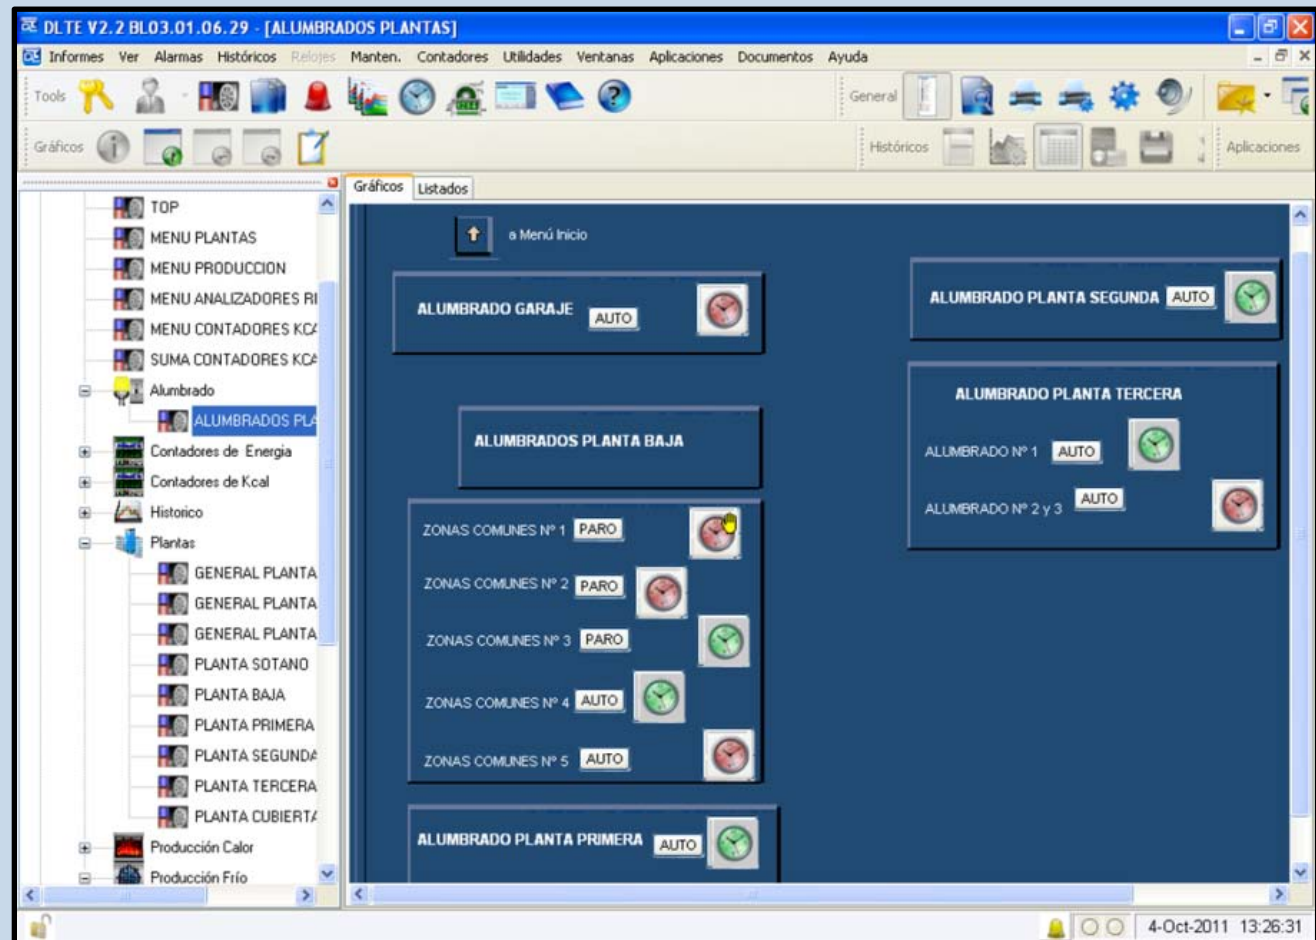 DLTE V2.2 BL03.01.06.29 - [ALUMBRADOS PLANTAS]
Informes Ver Alarmas Históricos Relojes Manten. Contadores Utilidades Ventanas Aplicaciones Documentos Ayuda
Tools
General
Gráficos
Históricos
Aplicaciones
TOP
MENU PLANTAS
MENU PRODUCCION
MENU ANALIZADORES RI
MENU CONTADORES KCA
SUMA CONTADORES KCA
Alumbrado
ALUMBRADOS PLA
Contadores de Energia
Contadores de Kcal
Historico
Plantas
GENERAL PLANTA
GENERAL PLANTA
GENERAL PLANTA
PLANTA SOTANO
PLANTA BAJA
PLANTA PRIMERA
PLANTA SEGUNDA
PLANTA TERCERA
PLANTA CUBIERTA
Producción Calor
Producción Frío
Gráficos Listados
a Menú Inicio
ALUMBRADO GARAJE AUTO
ALUMBRADOS PLANTA BAJA
ZONAS COMUNES Nº 1 PARO
ZONAS COMUNES Nº 2 PARO
ZONAS COMUNES Nº 3 PARO
ZONAS COMUNES Nº 4 AUTO
ZONAS COMUNES Nº 5 AUTO
ALUMBRADO PLANTA PRIMERA AUTO
ALUMBRADO PLANTA SEGUNDA AUTO
ALUMBRADO PLANTA TERCERA
ALUMBRADO Nº 1 AUTO
ALUMBRADO Nº 2 y 3 AUTO
4-Oct-2011 13:26:31